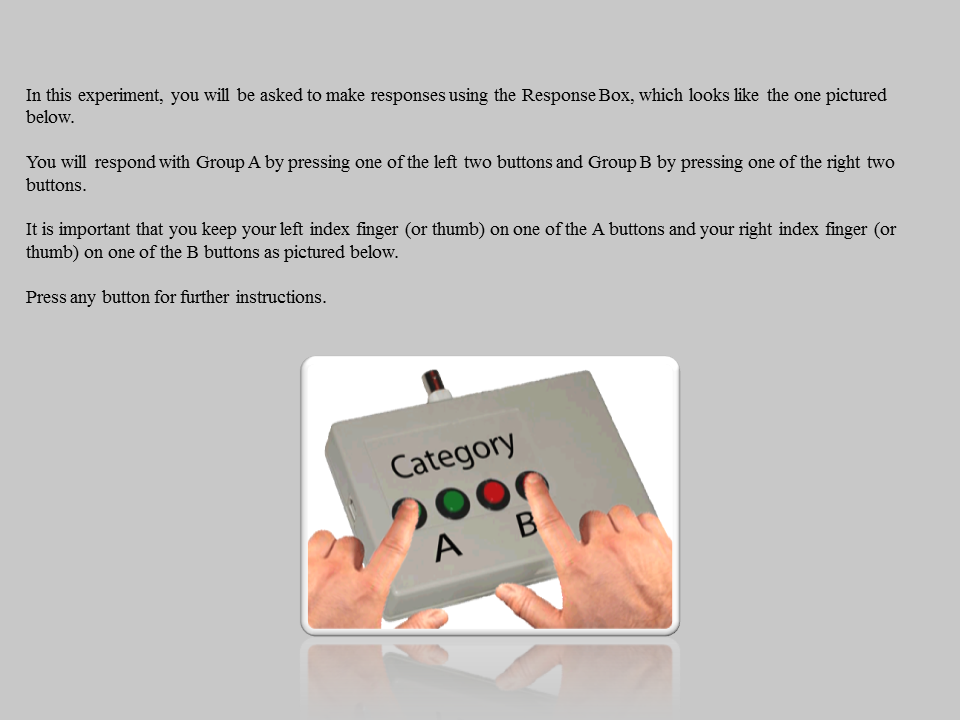 In this experiment, you will be asked to make responses using the Response Box, which looks like the one pictured
below.
You will respond with Group A by pressing one of the left two buttons and Group B by pressing one of the right two
buttons.
It is important that you keep your left index finger (or thumb) on one of the A buttons and your right index finger (or
thumb) on one of the B buttons as pictured below.
Press any button for further instructions.
Category
A B